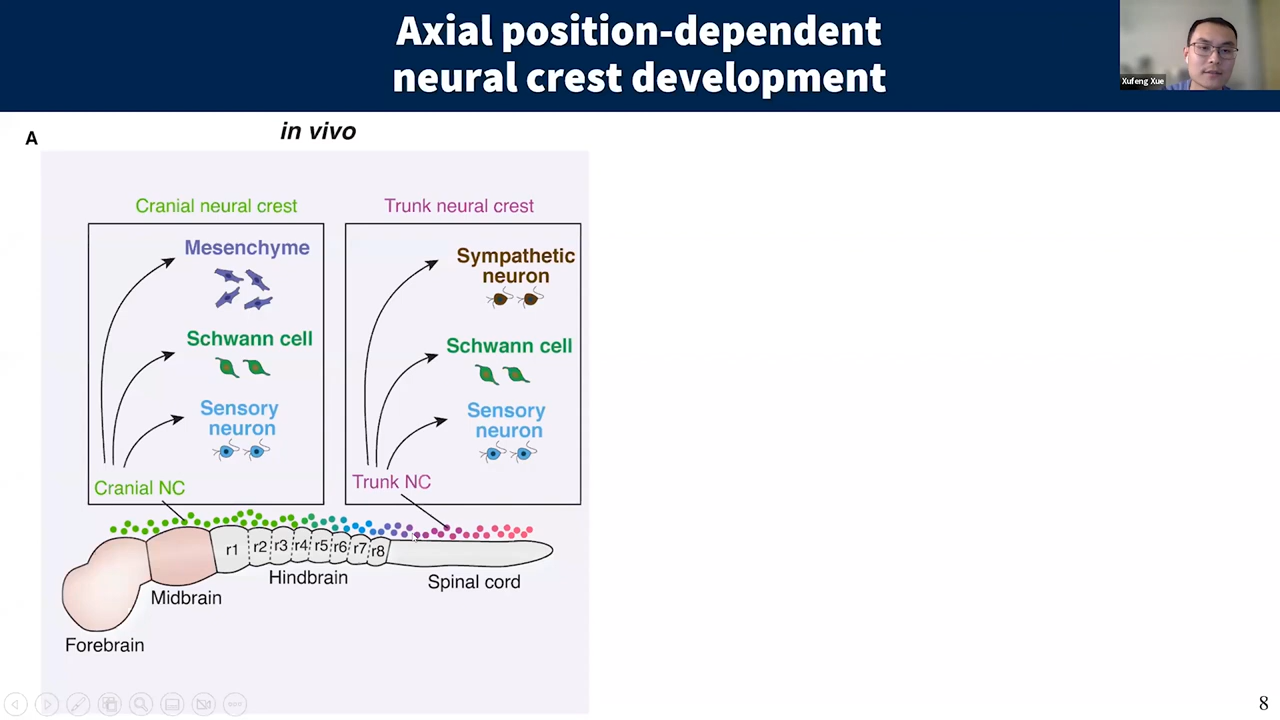 Axial position-dependent
neural crest development
Xufeng Xue
A
in vivo
Cranial neural crest
Trunk neural crest
Mesenchyme
Schwann cell
Sensory
neuron
Cranial NC
Sympathetic
neuron
Schwann cell
Sensory
neuron
Trunk NC
r1 r2 r3 r4 r5 r6 r7 r8
Hindbrain
Spinal cord
Midbrain
Forebrain
8